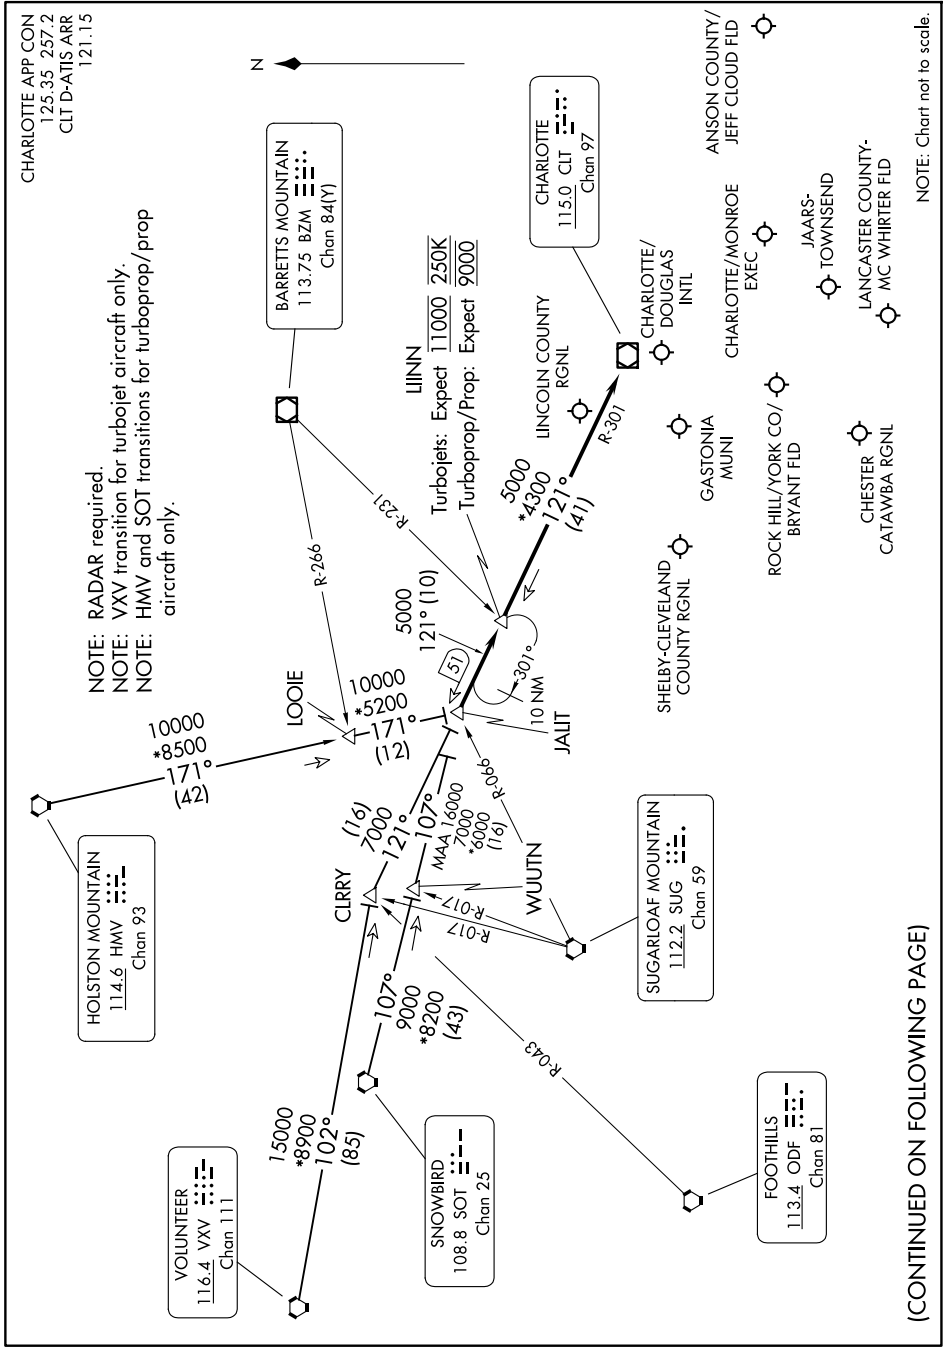 CHARLOTTE APP CON
125.35 257.2
CLT D-ATIS ARR
121.15
NOTE: RADAR required.
NOTE: VXV transition for turbojet aircraft only.
NOTE: HMV and SOT transitions for turboprop/prop
aircraft only.
N
HOLSTON MOUNTAIN
114.6 HMV
Chan 93
10000
*8500
171°
(42)
LOOIE
10000
*5200
171°
(12)
R-266
BARRETTS MOUNTAIN
113.75 BZM
Chan 84(Y)
R-231
LIINN
Turbojets: Expect 11000 250K
Turboprop/Prop: Expect 9000
VOLUNTEER
116.4 VXV
Chan 111
15000
*8900
102°
(85)
CLRRY
(16)
7000
121°
SNOWBIRD
108.8 SOT
Chan 25
107°
9000
*8200
(43)
107°
MAA 16000
7000
*6000
(16)
WUUTN
R-017
R-017
R-066
R-043
51
5000
121° (10)
301°
10 NM
JALIT
5000
*4300
121°
(41)
R-301
SUGARLOAF MOUNTAIN
112.2 SUG
Chan 59
FOOTHILLS
113.4 ODF
Chan 81
CHARLOTTE
115.0 CLT
Chan 97
LINCOLN COUNTY
RGNL
CHARLOTTE/
DOUGLAS
INTL
SHELBY-CLEVELAND
COUNTY RGNL
GASTONIA
MUNI
CHARLOTTE/MONROE
EXEC
ANSON COUNTY/
JEFF CLOUD FLD
ROCK HILL/YORK CO/
BRYANT FLD
JAARS-
TOWNSEND
CHESTER
CATAWBA RGNL
LANCASTER COUNTY-
MC WHIRTER FLD
NOTE: Chart not to scale.
(CONTINUED ON FOLLOWING PAGE)